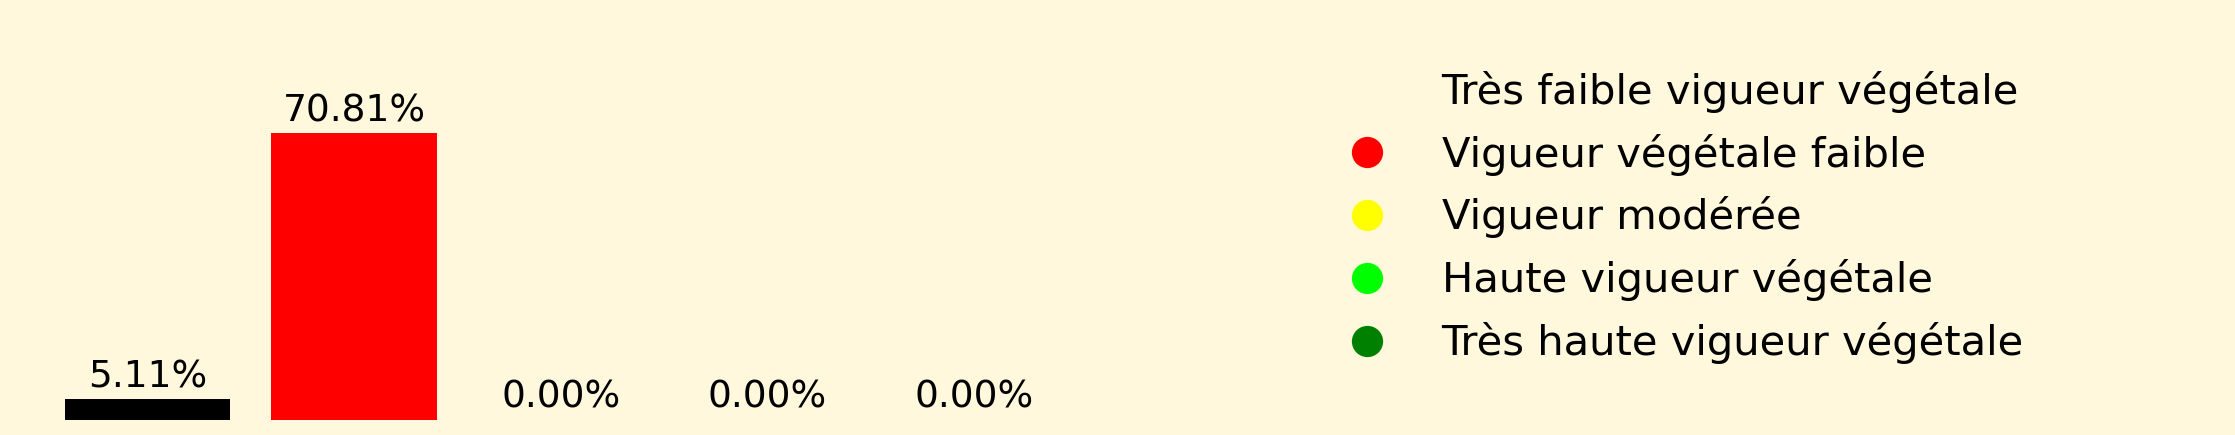 70.81%
5.11%
0.00%
0.00%
0.00%
Très faible vigueur végétale
Vigueur végétale faible
Vigueur modérée
Haute vigueur végétale
Très haute vigueur végétale